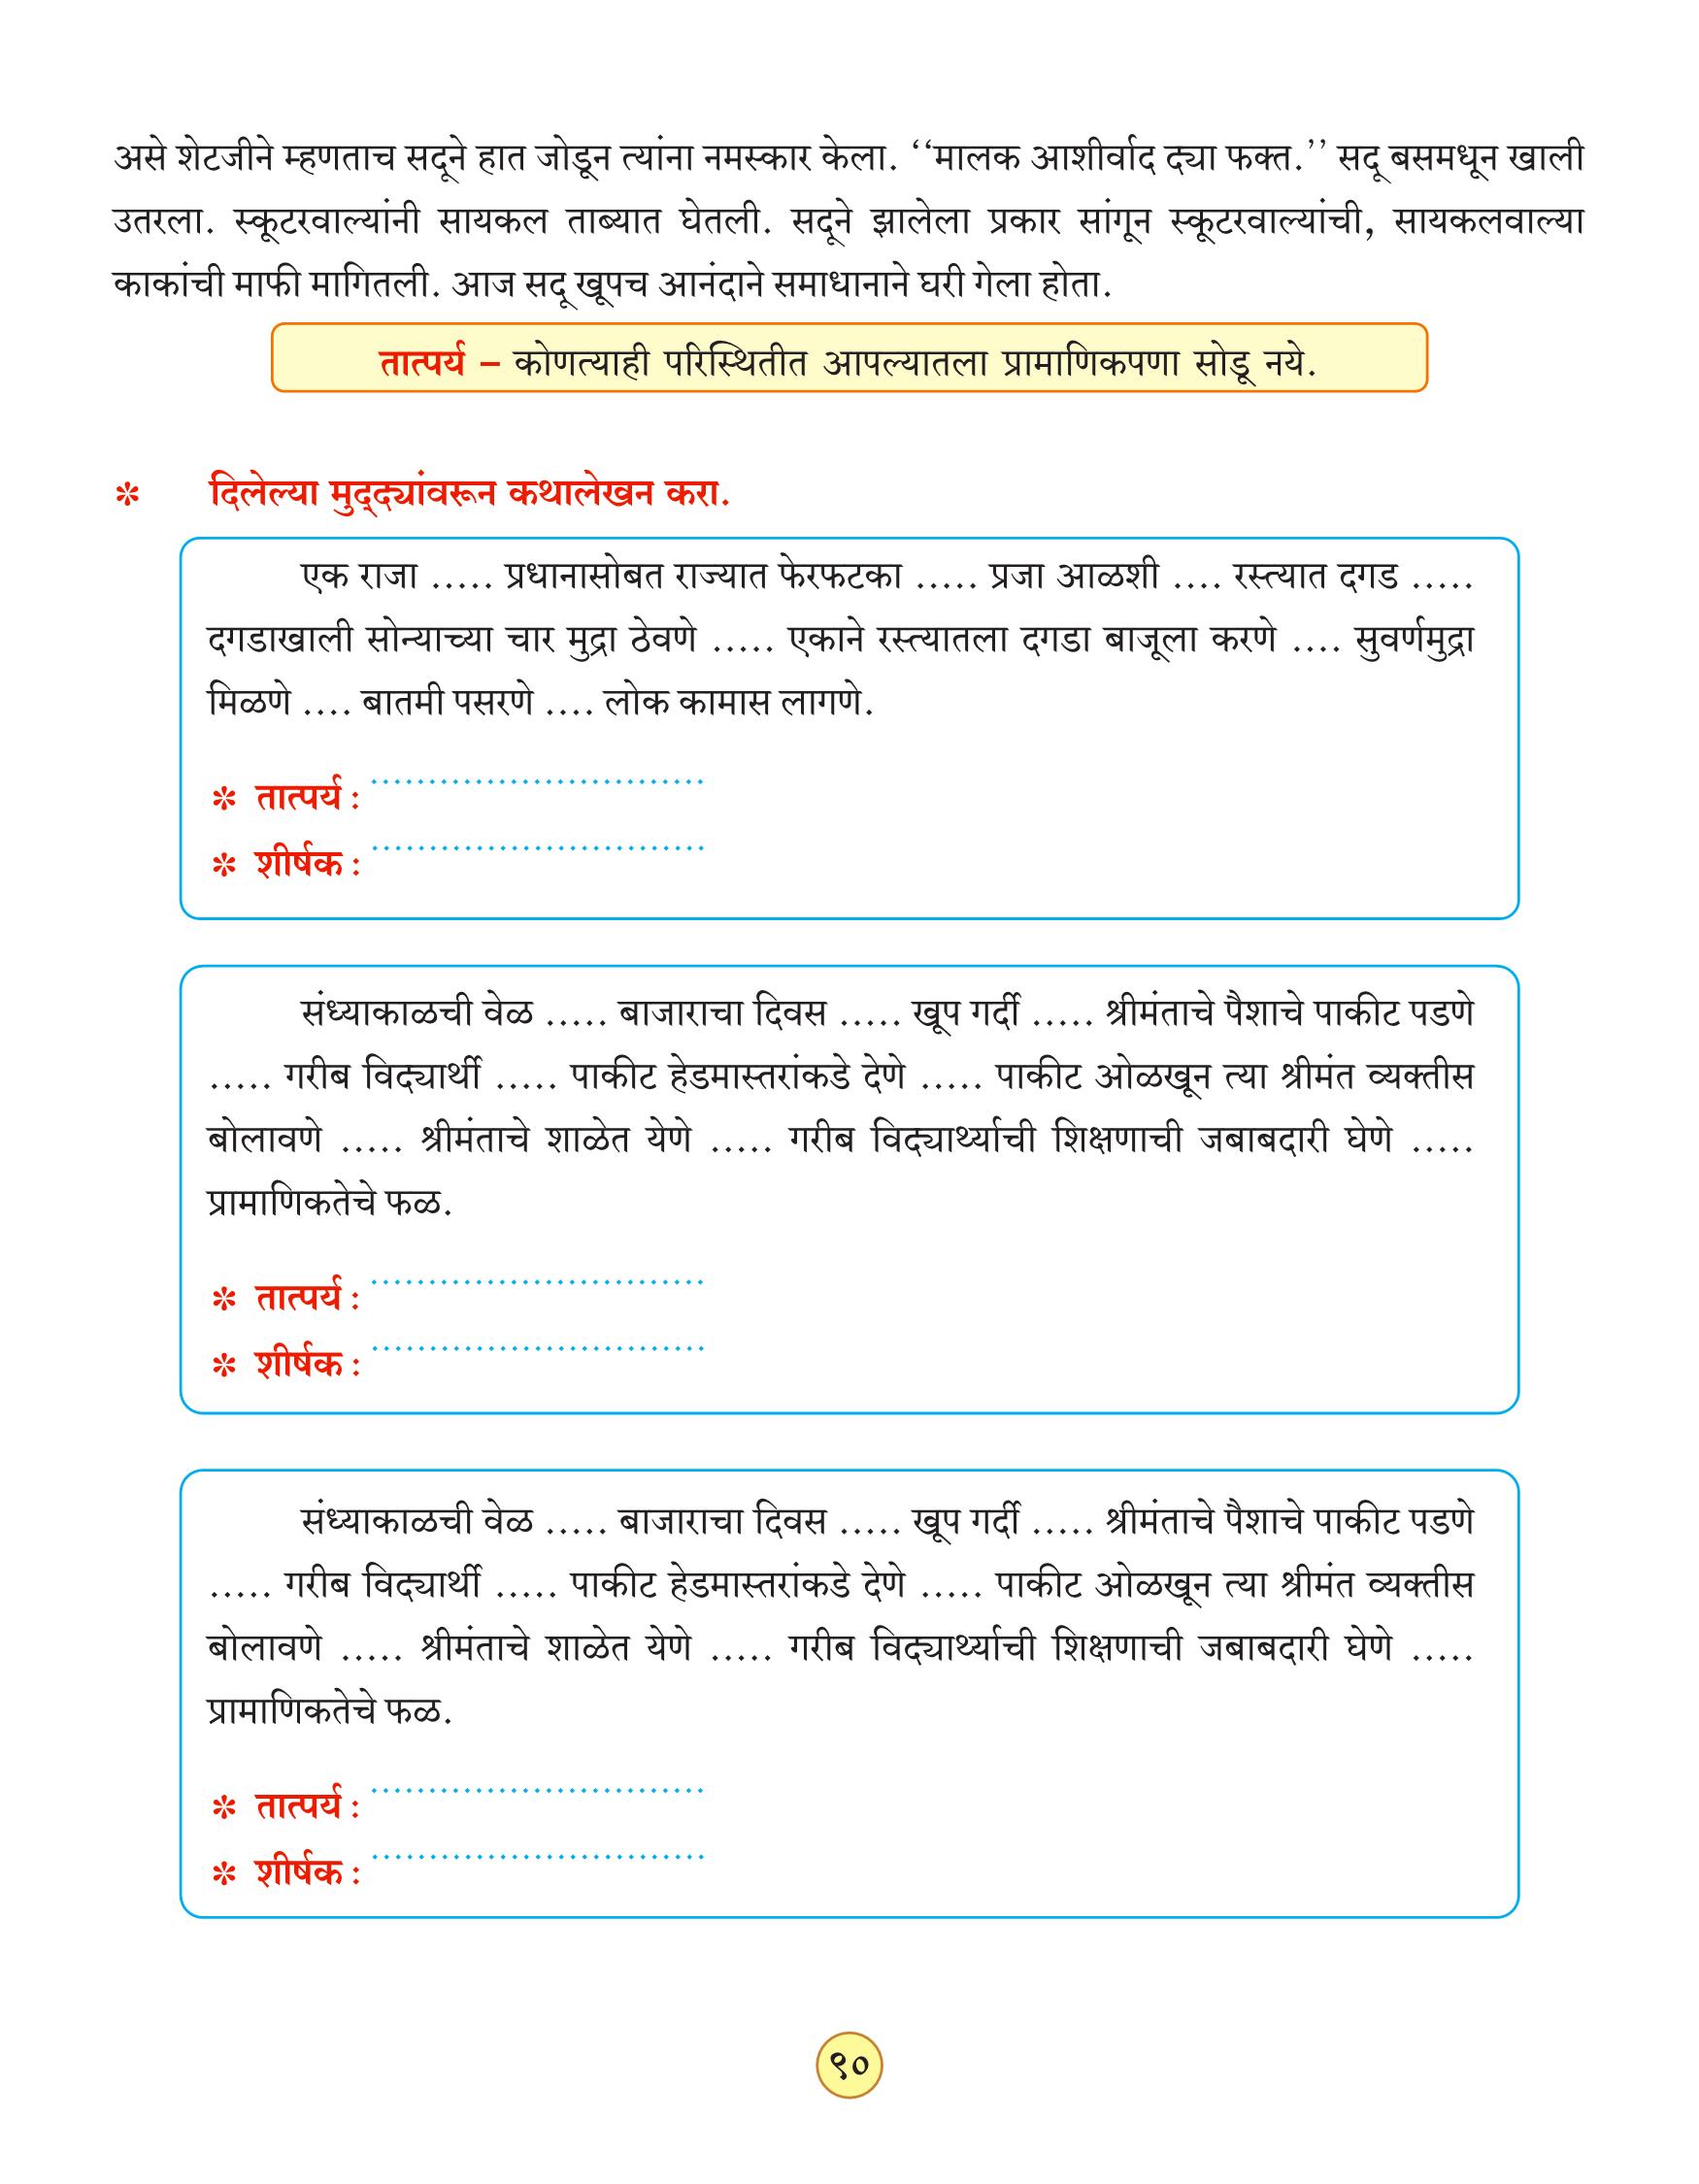 असे शेटजीने म्हणताच सदूने हात जोडून त्यांना नमस्कार केला. ‘‘मालक आशीर्वाद द्या फक्त.’’ सदू बसमधून खाली
उतरला. स्कूटरवाल्यांनी सायकल ताब्यात घेतली. सदूने झालेला प्रकार सांगून स्कूटरवाल्यांची, सायकलवाल्या
काकांची माफी मागितली. आज सदू खूपच आनंदाने समाधानाने घरी गेला होता.
तात्पर्य – कोणत्याही परिस्थितीत आपल्यातला प्रामाणिकपणा सोडू नये.
✼ दिलेल्या मुद्द्यांवरून कथालेखन करा.
एक राजा ..... प्रधानासोबत राज्यात फेरफटका ..... प्रजा आळशी .... रस्त्यात दगड .....
दगडाखाली सोन्याच्या चार मुद्रा ठेवणे ..... एकाने रस्त्यातला दगडा बाजूला करणे .... सुवर्णमुद्रा
मिळणे .... बातमी पसरणे .... लोक कामास लागणे.
✼ तात्पर्य : ..............................
✼ शीर्षक : ..............................
संध्याकाळची वेळ ..... बाजाराचा दिवस ..... खूप गर्दी ..... श्रीमंताचे पैशाचे पाकीट पडणे
..... गरीब विद्यार्थी ..... पाकीट हेडमास्तरांकडे देणे ..... पाकीट ओळखून त्या श्रीमंत व्यक्तीस
बोलावणे ..... श्रीमंताचे शाळेत येणे ..... गरीब विद्यार्थ्याची शिक्षणाची जबाबदारी घेणे .....
प्रामाणिकतेचे फळ.
✼ तात्पर्य : ..............................
✼ शीर्षक : ..............................
संध्याकाळची वेळ ..... बाजाराचा दिवस ..... खूप गर्दी ..... श्रीमंताचे पैशाचे पाकीट पडणे
..... गरीब विद्यार्थी ..... पाकीट हेडमास्तरांकडे देणे ..... पाकीट ओळखून त्या श्रीमंत व्यक्तीस
बोलावणे ..... श्रीमंताचे शाळेत येणे ..... गरीब विद्यार्थ्याची शिक्षणाची जबाबदारी घेणे .....
प्रामाणिकतेचे फळ.
✼ तात्पर्य : ..............................
✼ शीर्षक : ..............................
९०